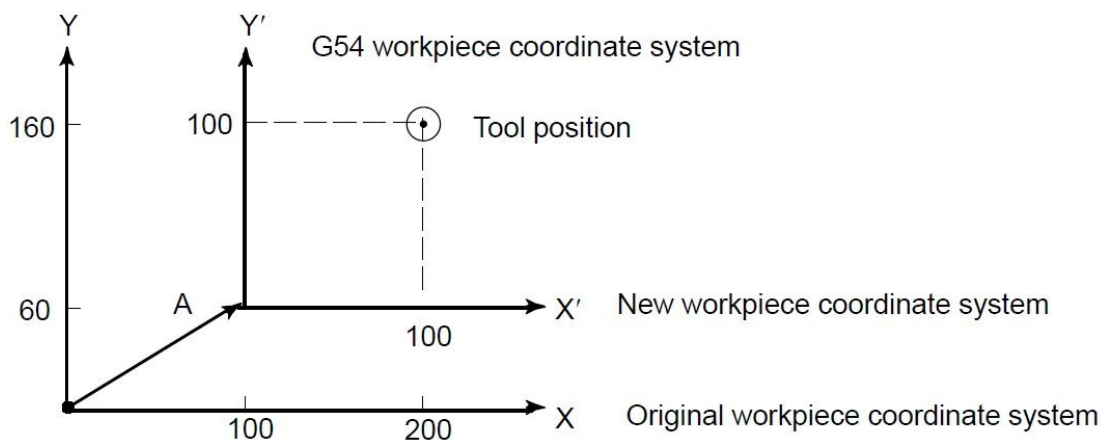 Y
Y′
G54 workpiece coordinate system
160
100
Tool position
60
A
X′
New workpiece coordinate system
100
100
200
X
Original workpiece coordinate system